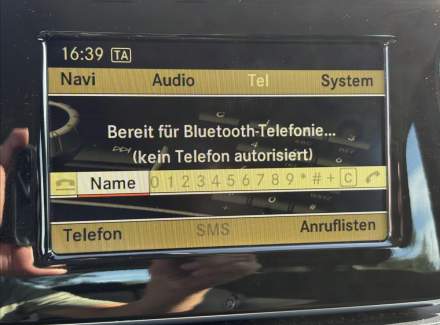 16:39 TA
Navi Audio Tel System
Bereit für Bluetooth-Telefonie...
(kein Telefon autorisiert)
Name 0 1 2 3 4 5 6 7 8 9 * # + C
Telefon SMS Anruflisten